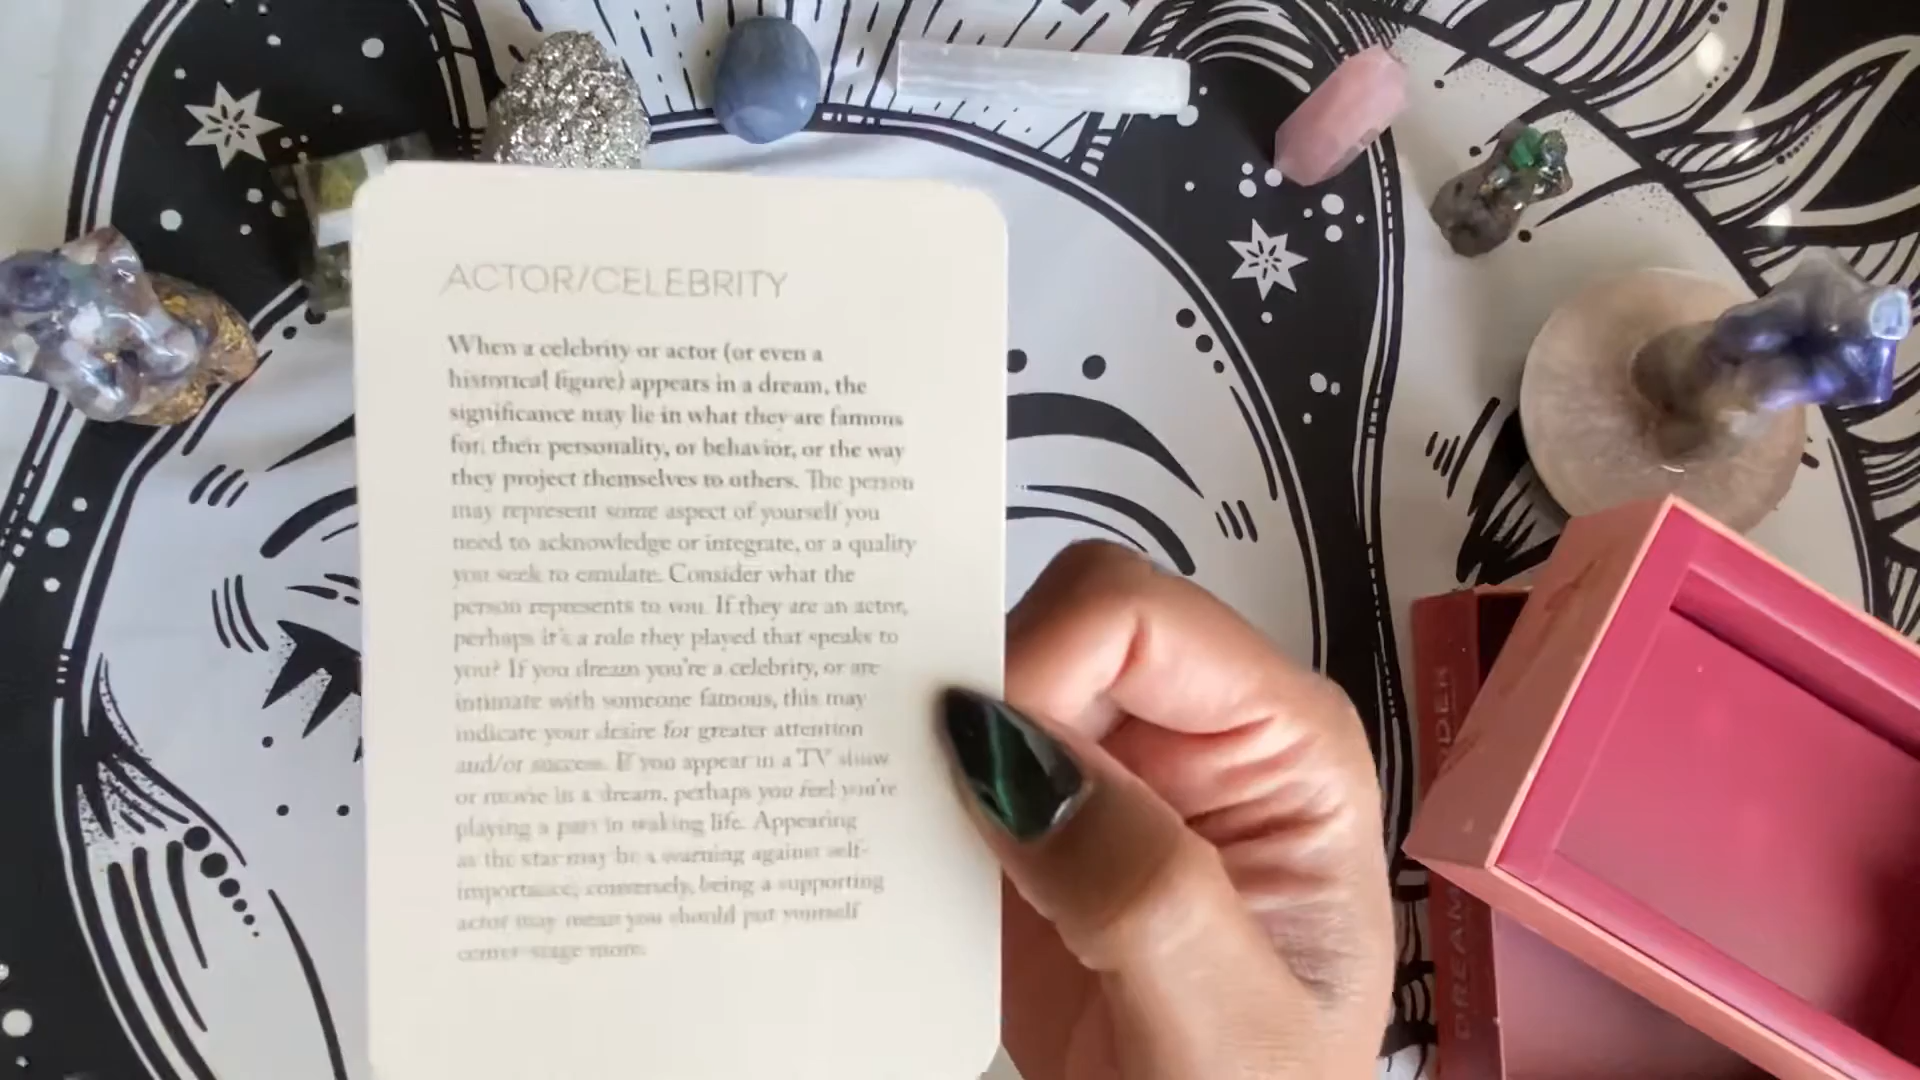 ACTOR/CELEBRITY
When a celebrity or actor (or even a
historical figure) appears in a dream, the
significance may lie in what they are famous
for, their personality, or behavior, or the way
they project themselves to others. The person
may represent some aspect of yourself you
need to acknowledge or integrate, or a quality
you seek to emulate. Consider what the
person represents to you. If they are an actor,
perhaps it's a role they played that speaks to
you? If you dream you're a celebrity, or are
intimate with someone famous, this may
indicate your desire for greater attention
and/or success. If you appear in a TV show
or movie in a dream, perhaps you feel you're
playing a part in waking life. Appearing
as the star may be a warning against self-
importance; conversely, being a supporting
actor may mean you should put yourself
center-stage more.
DREAM